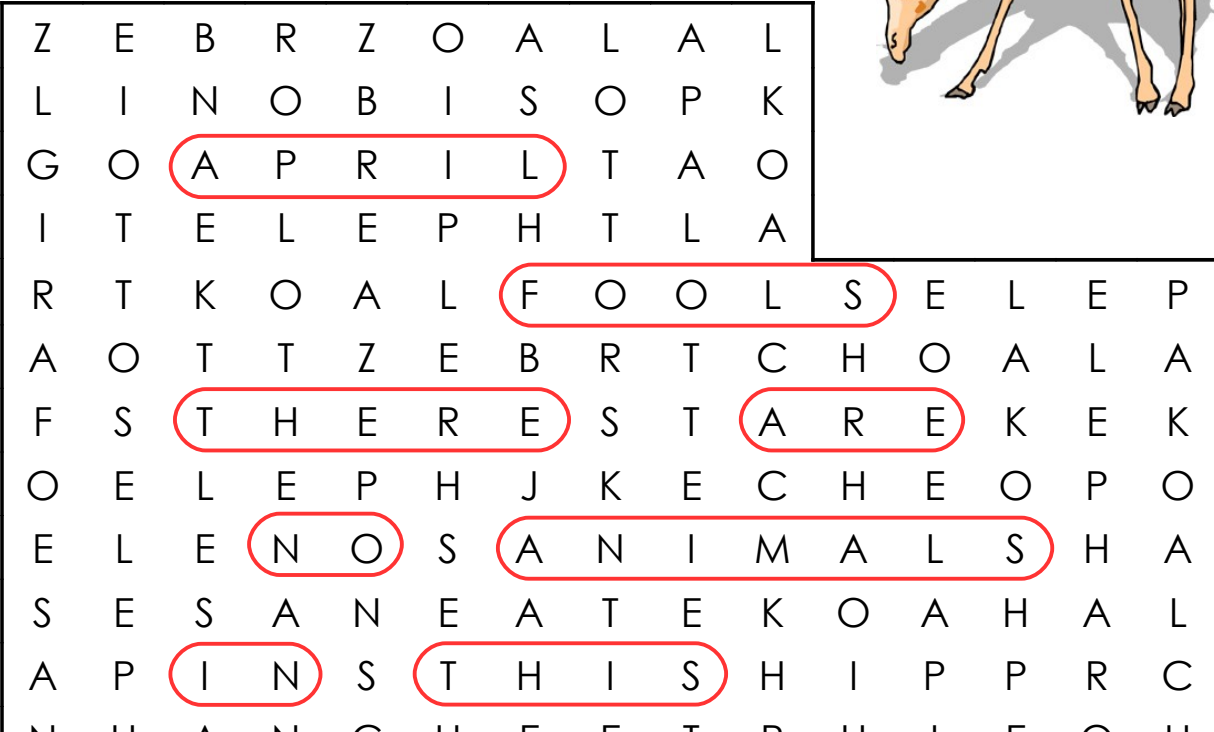 Z E B R Z O A L A L
L I N O B I S O P K
G O A P R I L T A O
I T E L E P H T L A
R T K O A L F O O L S E L E P
A O T T Z E B R T C H O A L A
F S T H E R E S T A R E K E K
O E L E P H J K E C H E O P O
E L E N O S A N I M A L S H A
S E S A N E A T E K O A H A L
A P I N S T H I S H I P P R C